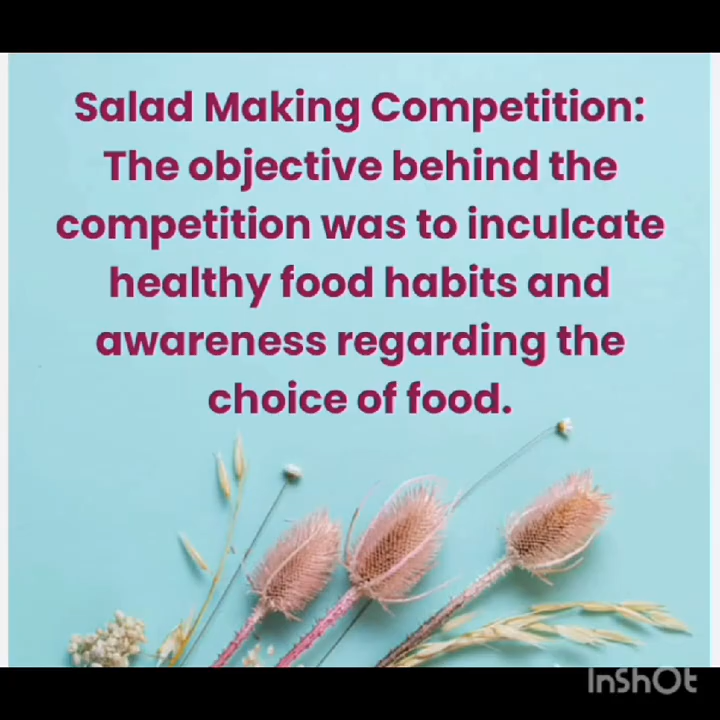 Salad Making Competition:
The objective behind the
competition was to inculcate
healthy food habits and
awareness regarding the
choice of food.
InShOt